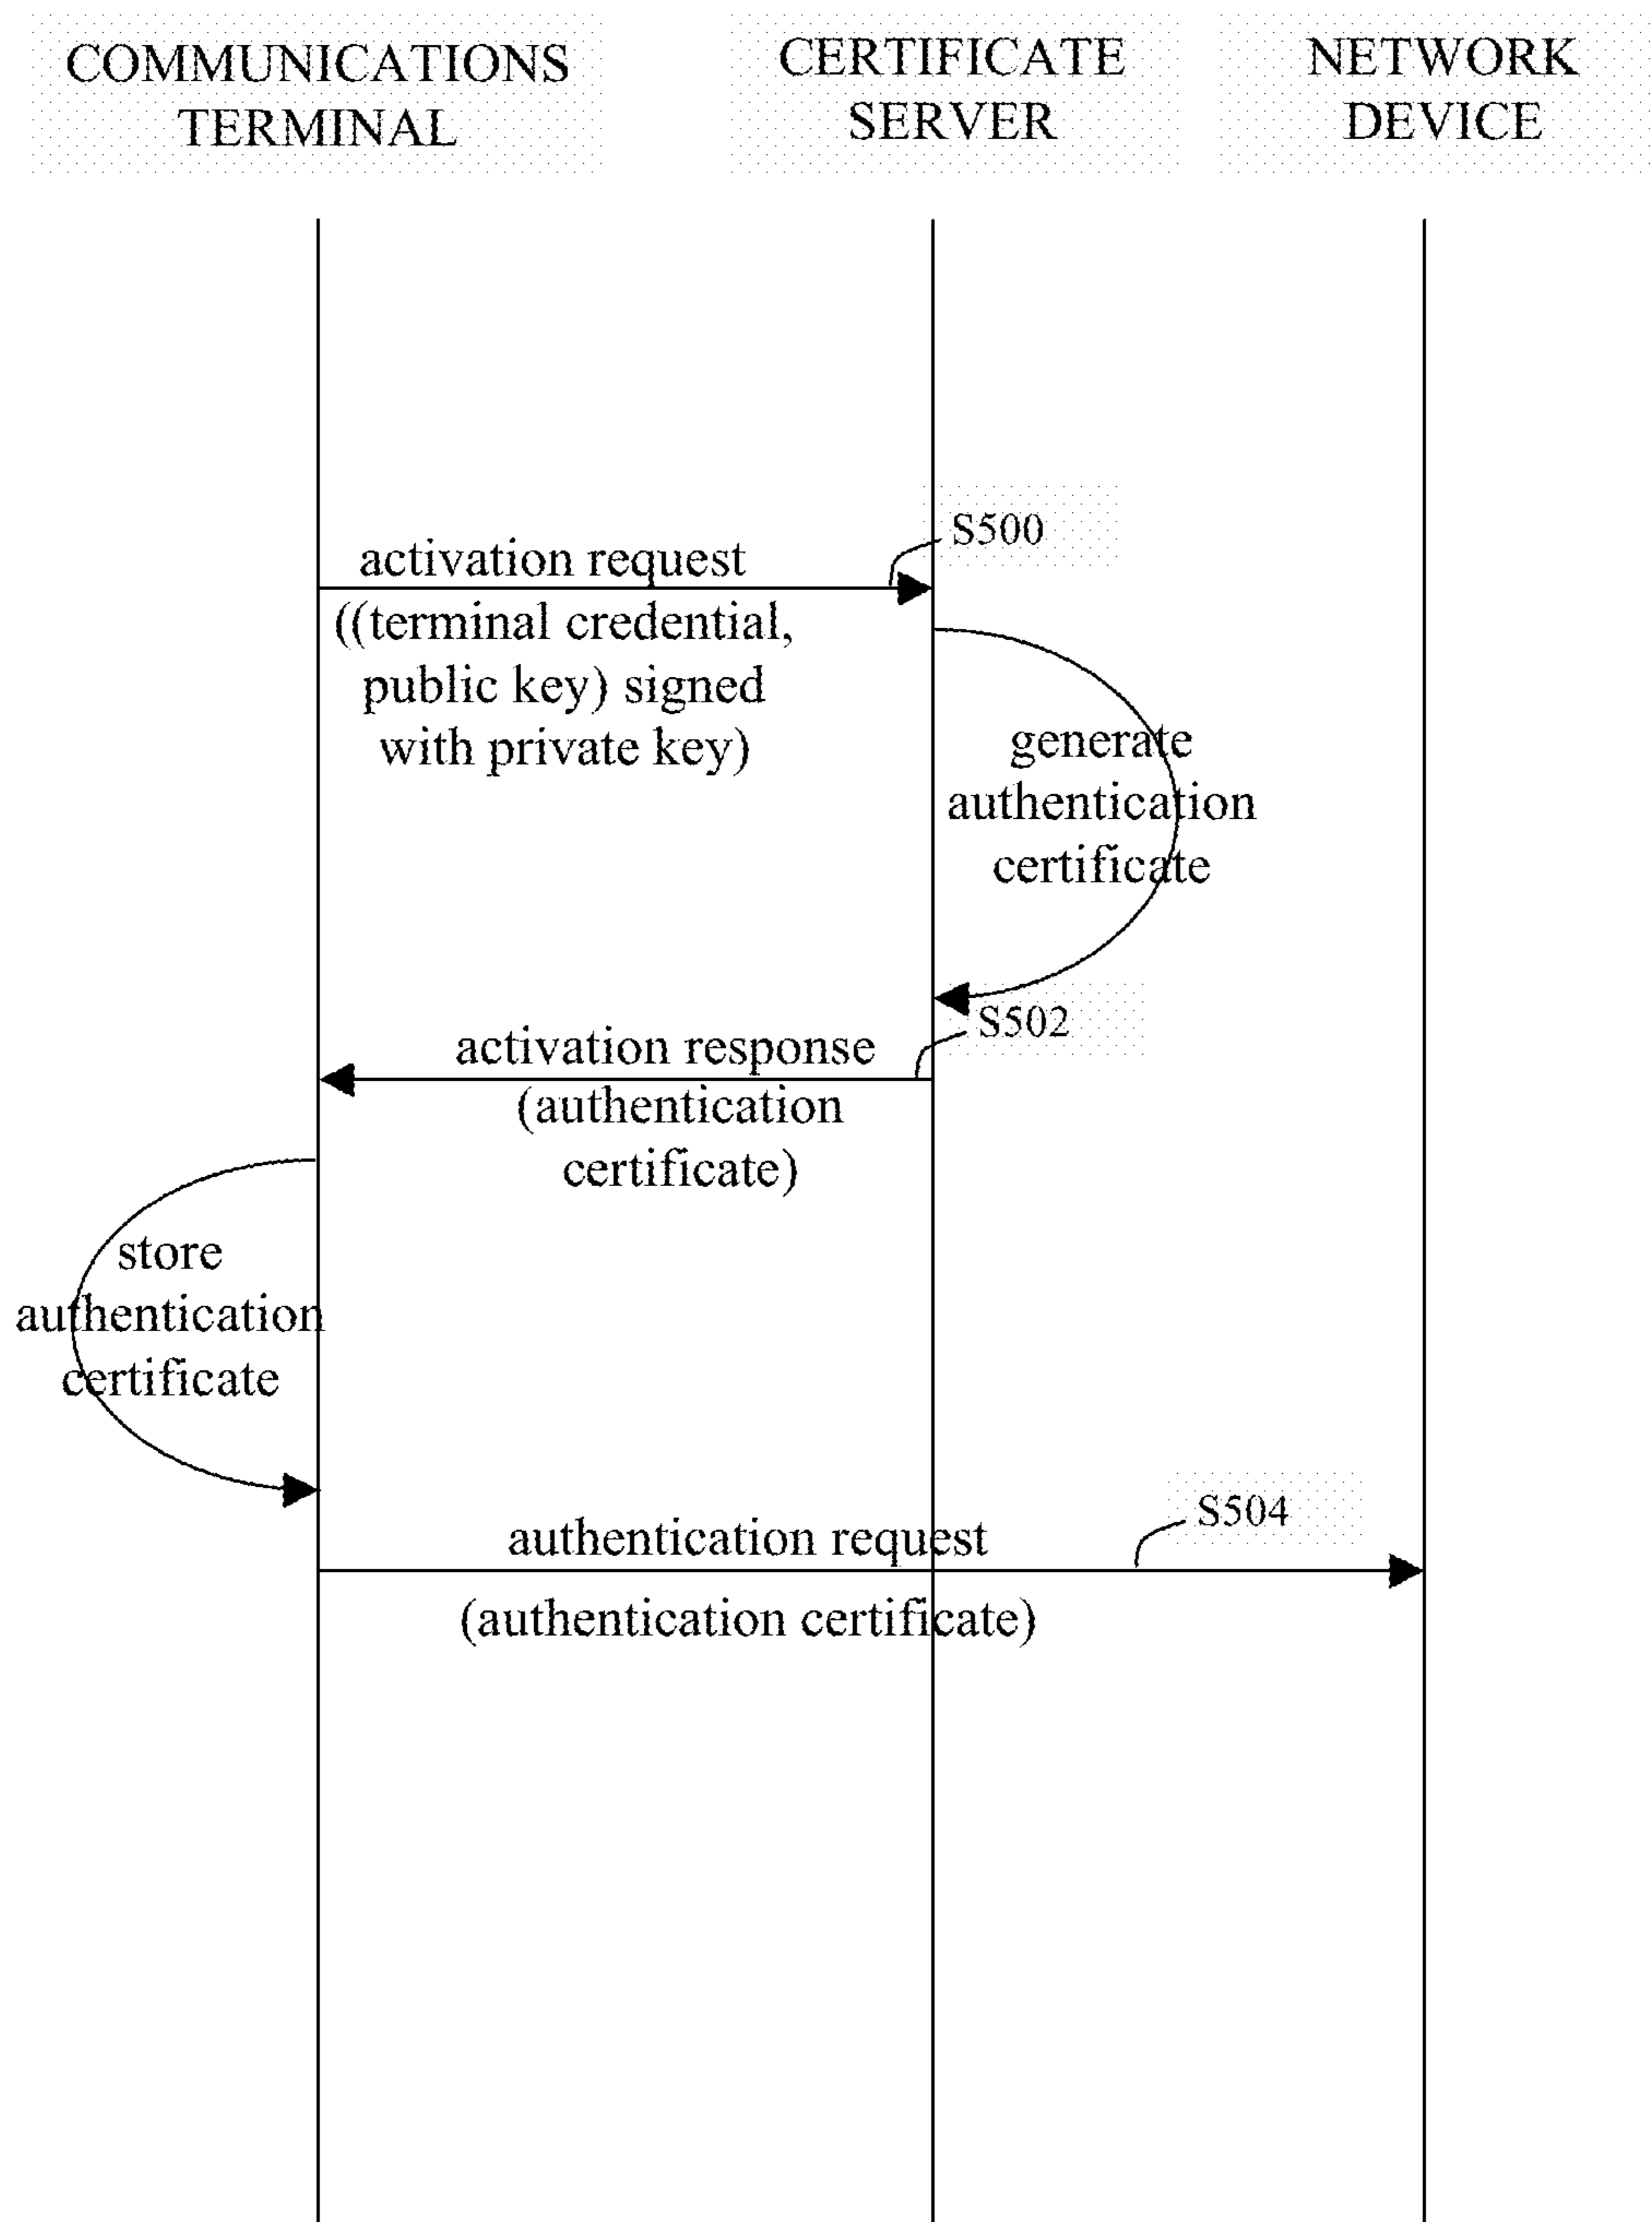 COMMUNICATIONS
TERMINAL
CERTIFICATE
SERVER
NETWORK
DEVICE
S500
activation request
((terminal credential,
public key) signed
with private key)
generate
authentication
certificate
S502
activation response
(authentication
certificate)
store
authentication
certificate
S504
authentication request
(authentication certificate)